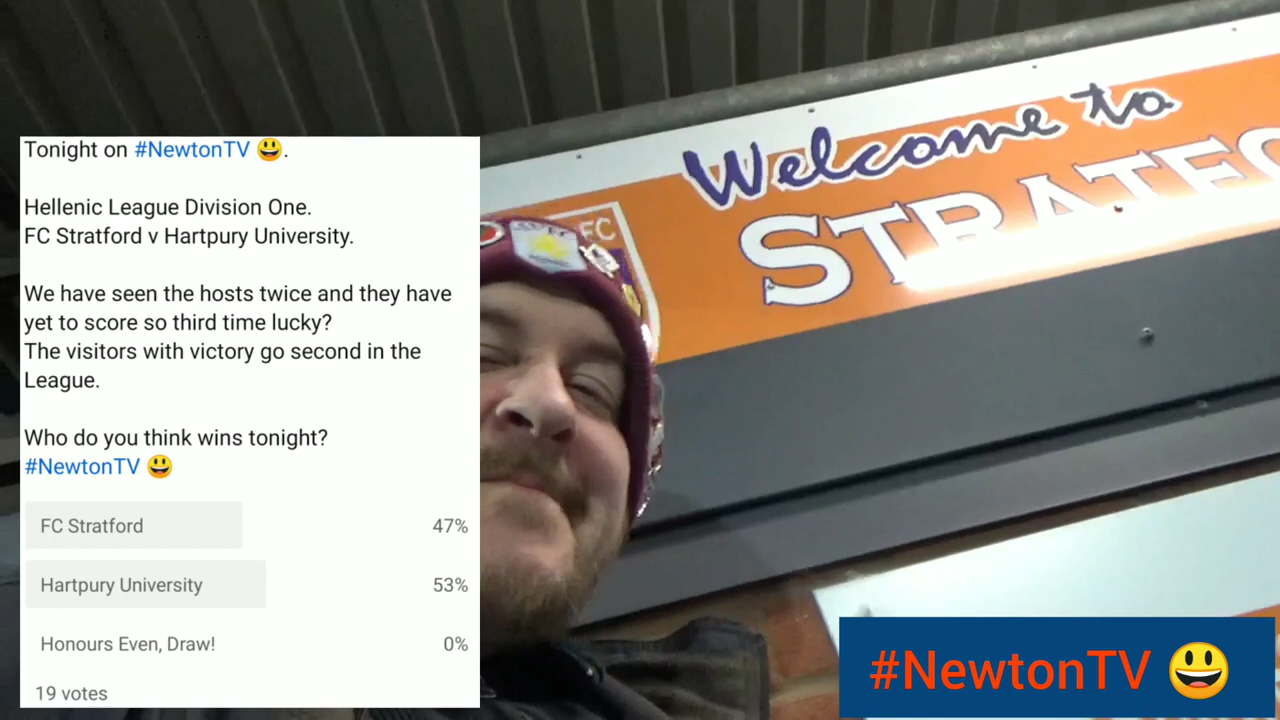 Tonight on #NewtonTV 😃.
Hellenic League Division One.
FC Stratford v Hartpury University.
We have seen the hosts twice and they have
yet to score so third time lucky?
The visitors with victory go second in the
League.
Who do you think wins tonight?
#NewtonTV 😃
FC Stratford 47%
Hartpury University 53%
Honours Even, Draw! 0%
19 votes
Welcome to
STRATFO
FC
#NewtonTV 😃